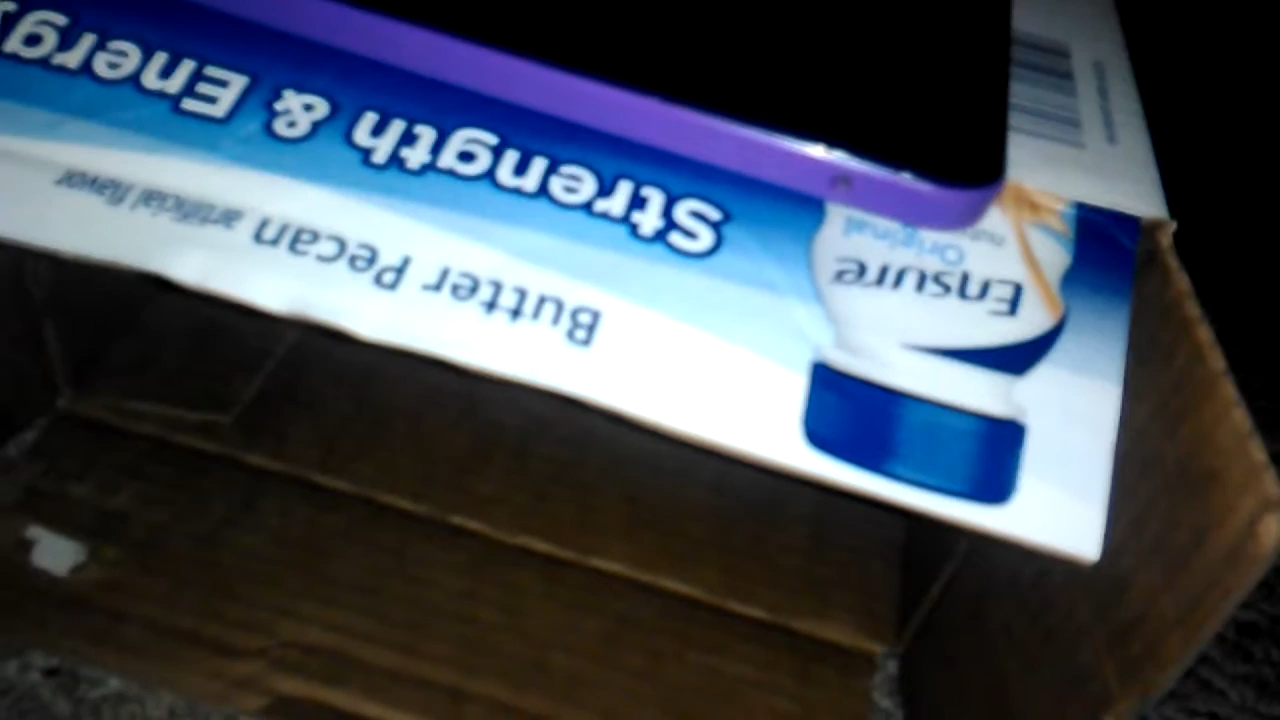 Strength & Energy
Butter Pecan artificial flavor
Ensure
Original